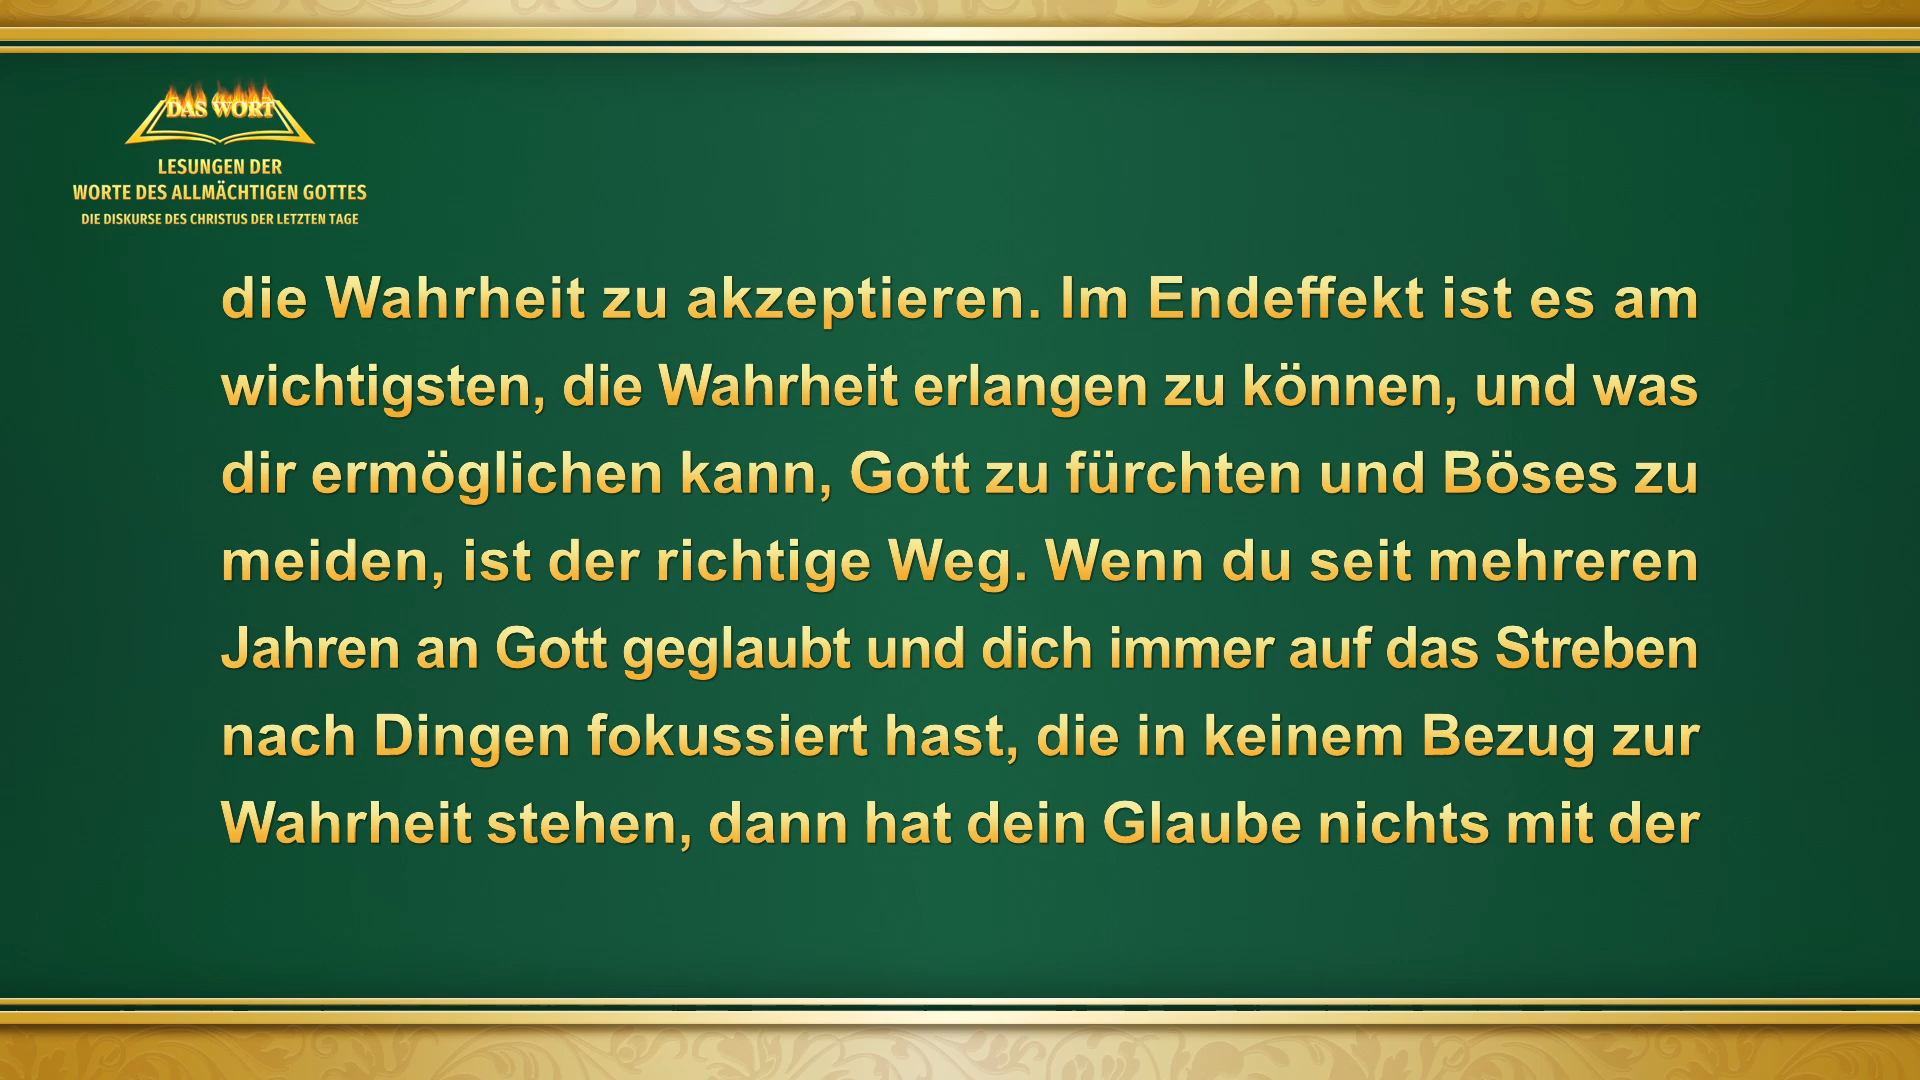 DAS WORT
LESUNGEN DER
WORTE DES ALLMÄCHTIGEN GOTTES
DIE DISKURSE DES CHRISTUS DER LETZTEN TAGE
die Wahrheit zu akzeptieren. Im Endeffekt ist es am
wichtigsten, die Wahrheit erlangen zu können, und was
dir ermöglichen kann, Gott zu fürchten und Böses zu
meiden, ist der richtige Weg. Wenn du seit mehreren
Jahren an Gott geglaubt und dich immer auf das Streben
nach Dingen fokussiert hast, die in keinem Bezug zur
Wahrheit stehen, dann hat dein Glaube nichts mit der